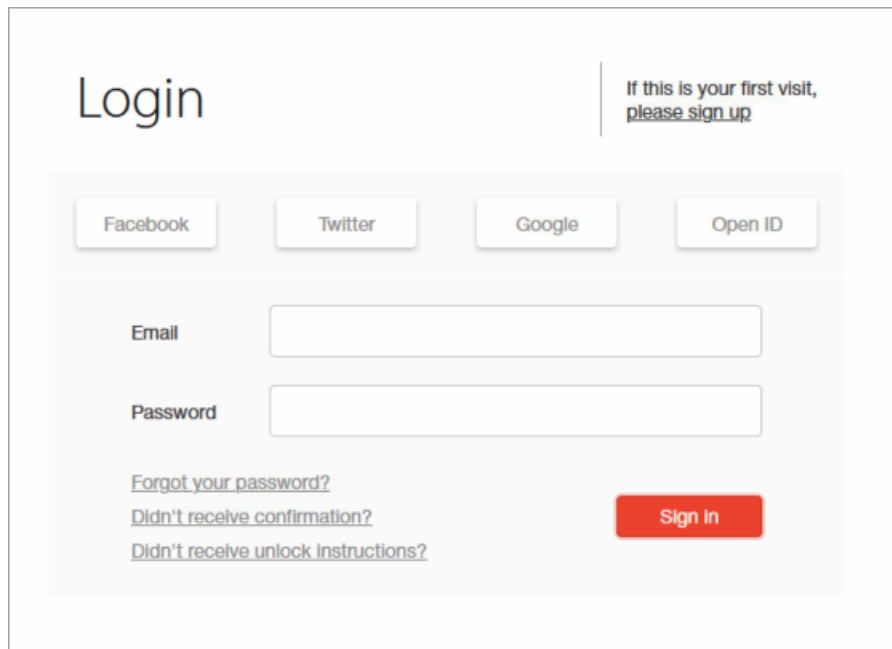 Login
If this is your first visit,
please sign up
Facebook
Twitter
Google
Open ID
Email
Password
Forgot your password?
Didn't receive confirmation?
Didn't receive unlock instructions?
Sign in